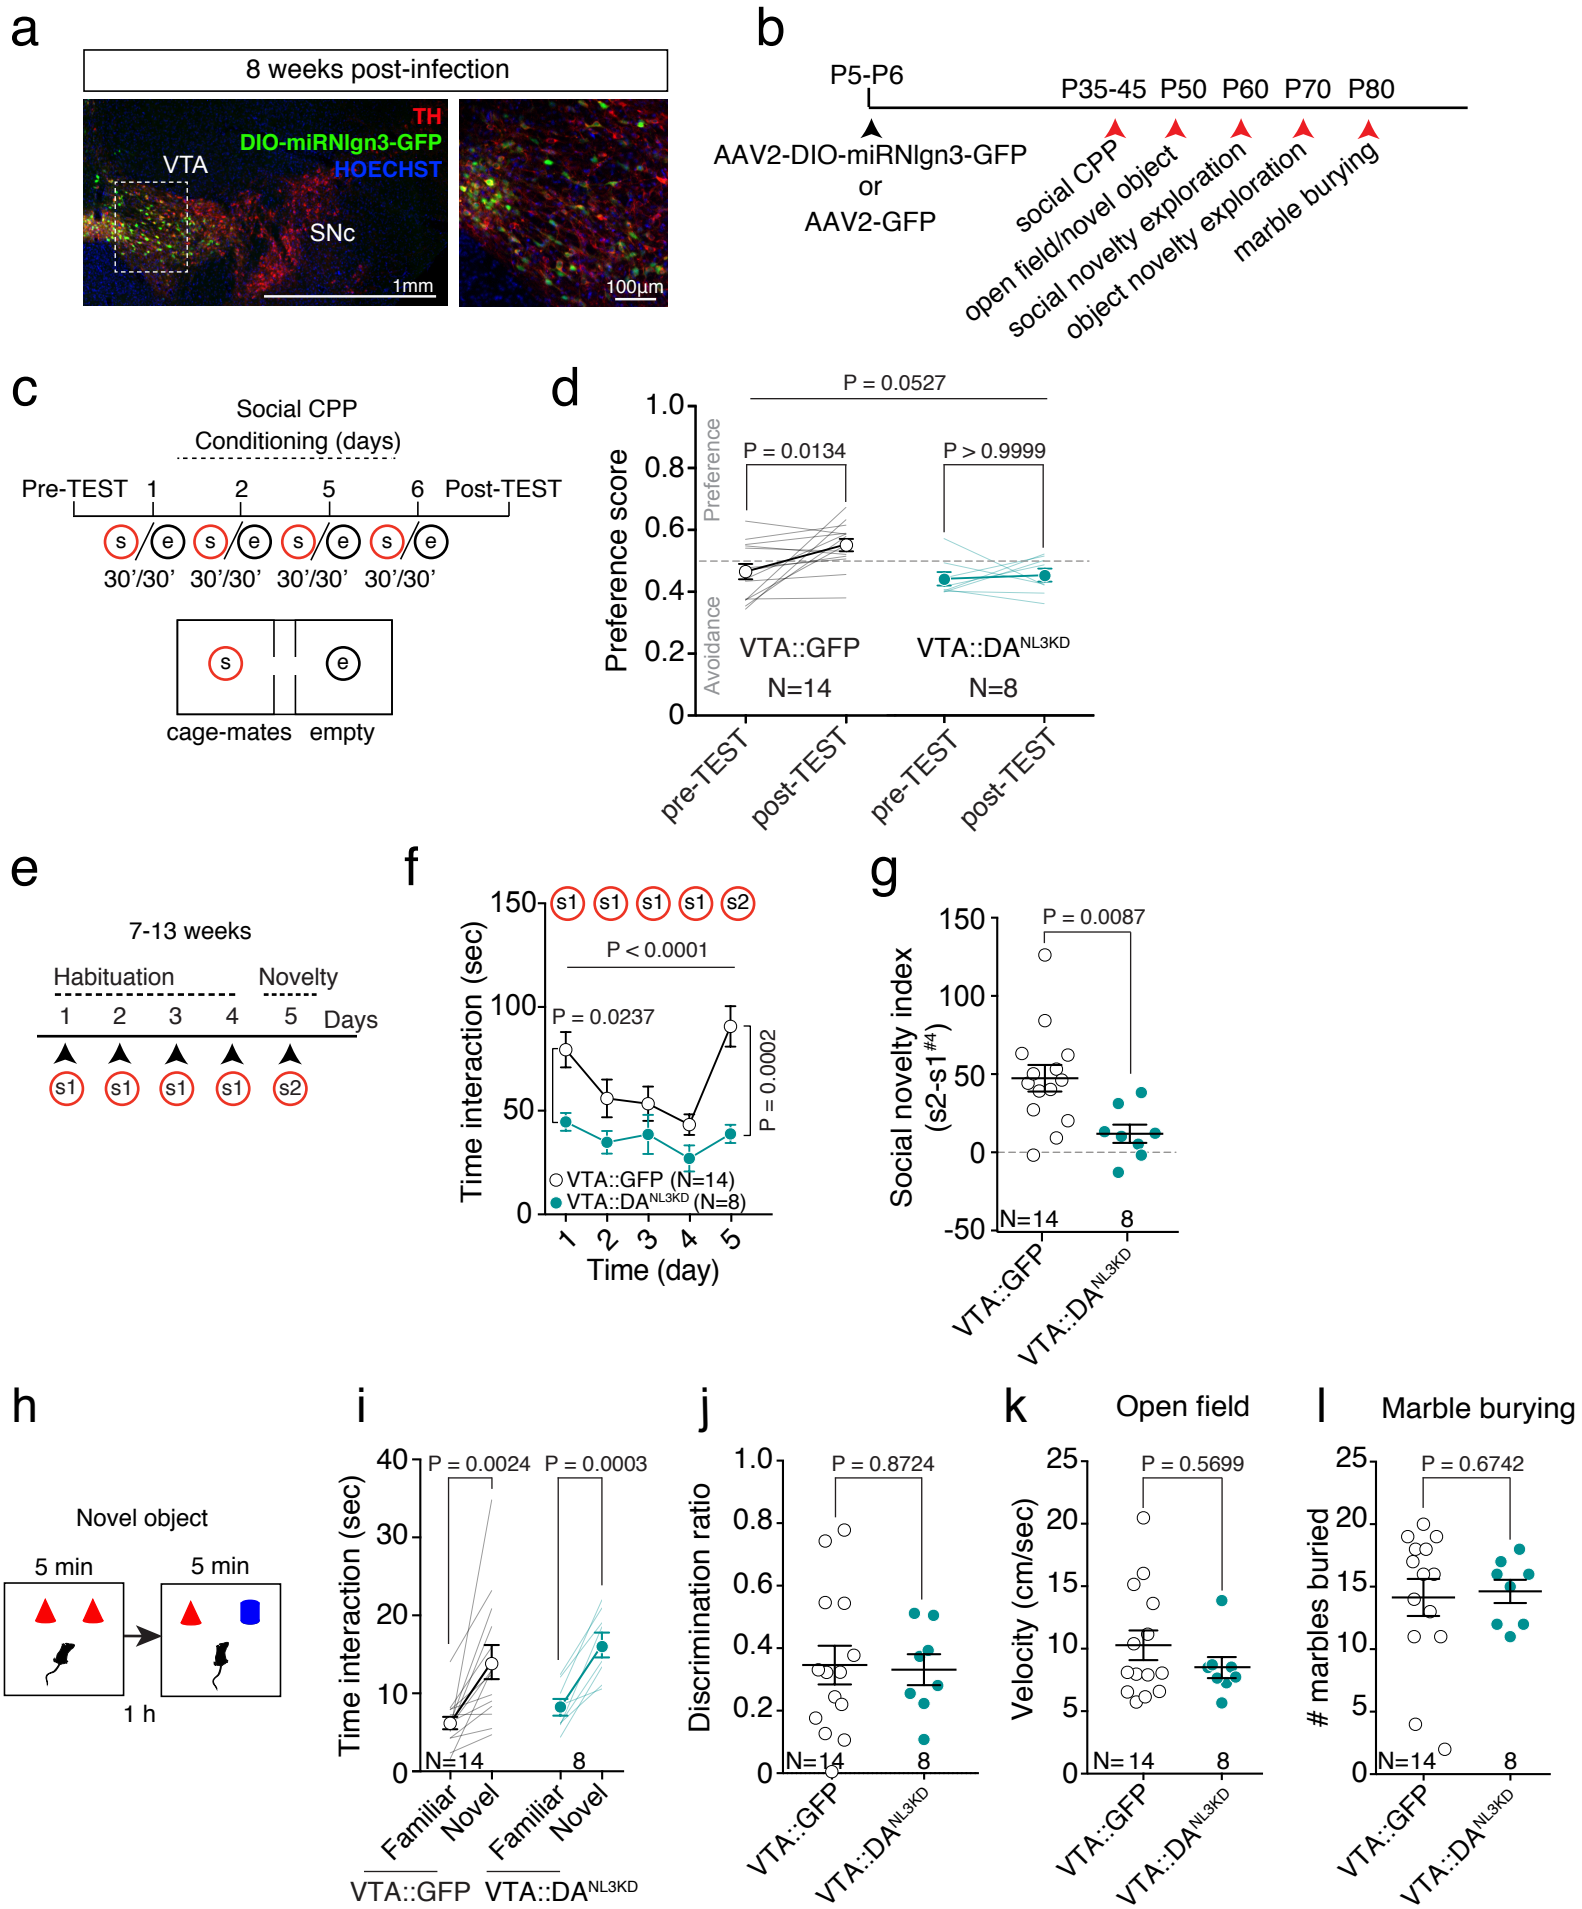 a
8 weeks post-infection
TH
DIO-miRNlgn3-GFP
HOECHST
VTA
SNc
1mm
100µm
b
P5-P6
P35-45 P50 P60 P70 P80
AAV2-DIO-miRNlgn3-GFP
or
AAV2-GFP
social CPP
open field/novel object
social novelty exploration
object novelty exploration
marble burying
c
Social CPP
Conditioning (days)
Pre-TEST 1 2 5 6 Post-TEST
s e s e s e s e
30'/30' 30'/30' 30'/30' 30'/30'
s e
cage-mates empty
d
P = 0.0527
P = 0.0134 P > 0.9999
Preference score
Preference
Avoidance
1.0
0.8
0.6
0.4
0.2
0
VTA::GFP VTA::DA^NL3KD
N=14 N=8
pre-TEST post-TEST pre-TEST post-TEST
e
7-13 weeks
Habituation Novelty
1 2 3 4 5 Days
s1 s1 s1 s1 s2
f
s1 s1 s1 s1 s2
P < 0.0001
P = 0.0237
P = 0.0002
Time interaction (sec)
150
100
50
0
VTA::GFP (N=14)
VTA::DA^NL3KD (N=8)
1 2 3 4 5
Time (day)
g
P = 0.0087
Social novelty index
(s2-s1^#4)
150
100
50
0
-50
N=14 8
VTA::GFP VTA::DA^NL3KD
h
Novel object
5 min 5 min
1 h
i
P = 0.0024 P = 0.0003
Time interaction (sec)
40
30
20
10
0
N=14 8
Familiar Novel Familiar Novel
VTA::GFP VTA::DA^NL3KD
j
P = 0.8724
Discrimination ratio
1.0
0.8
0.6
0.4
0.2
0
N=14 8
VTA::GFP VTA::DA^NL3KD
k
Open field
P = 0.5699
Velocity (cm/sec)
25
20
15
10
5
0
N=14 8
VTA::GFP VTA::DA^NL3KD
l
Marble burying
P = 0.6742
# marbles buried
25
20
15
10
5
0
N=14 8
VTA::GFP VTA::DA^NL3KD